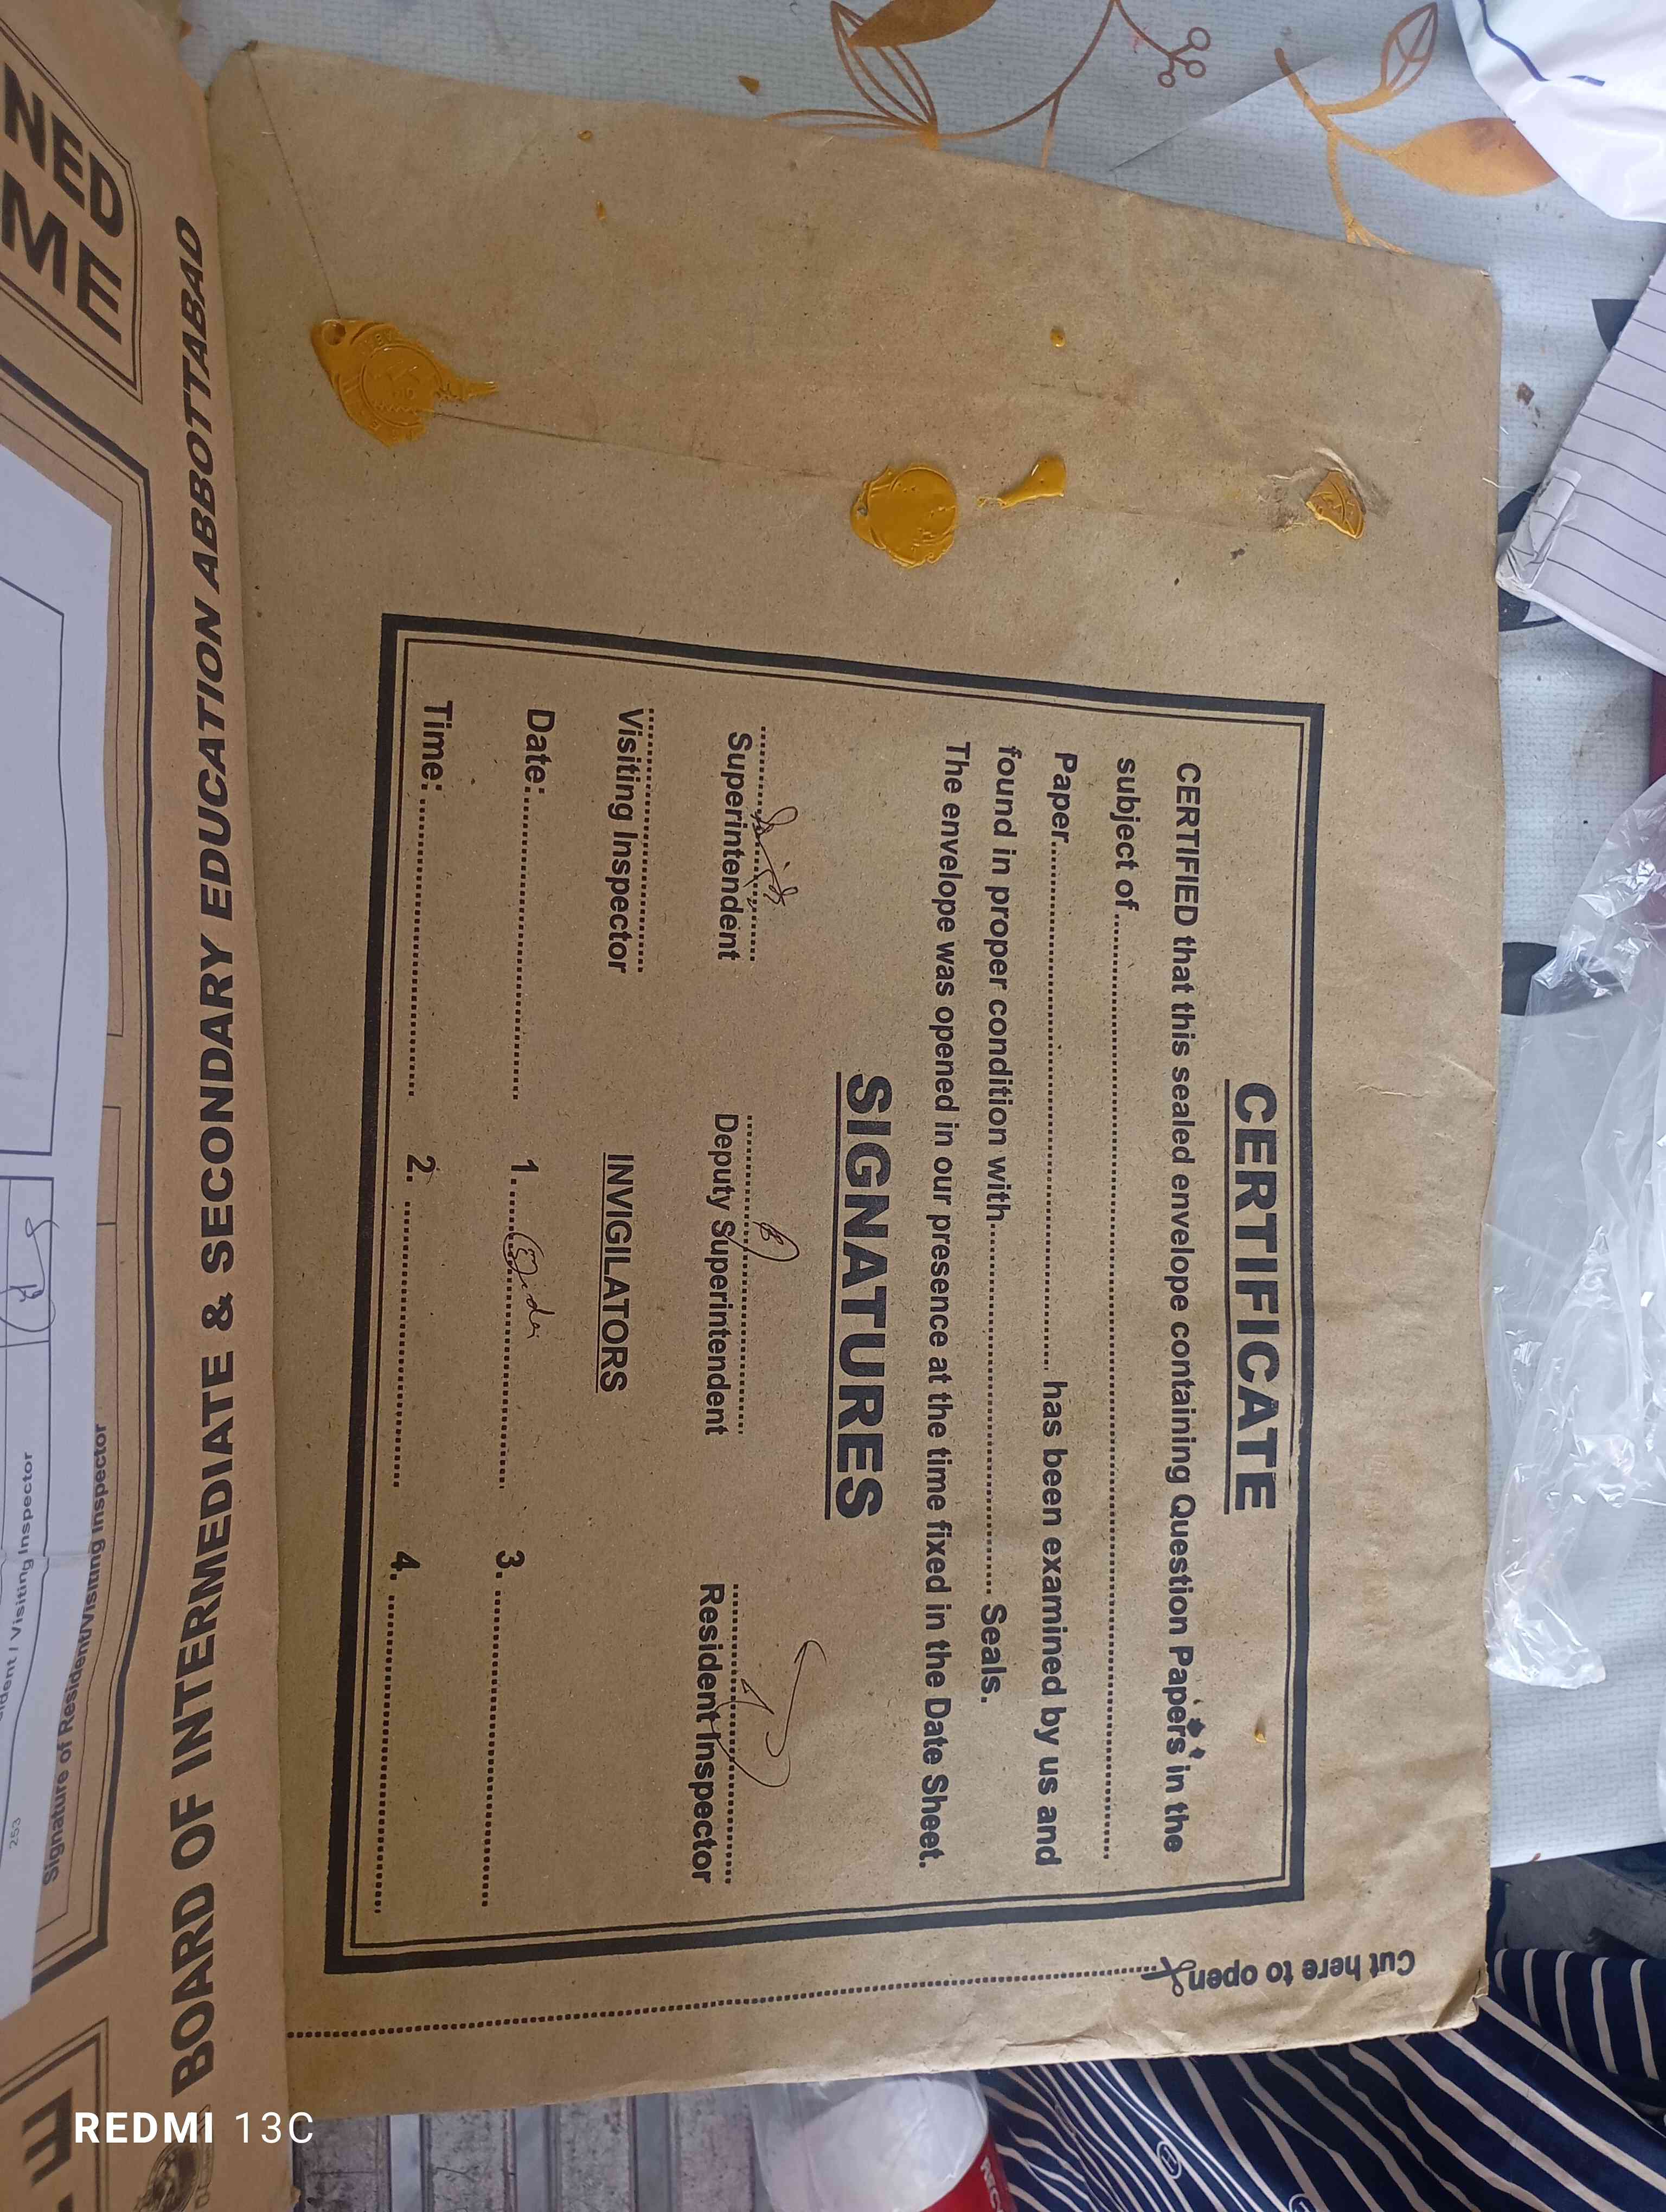 CERTIFICATE
CERTIFIED that this sealed envelope containing Question Papers in the
subject of
Paper has been examined by us and
found in proper condition with Seals.
The envelope was opened in our presence at the time fixed in the Date Sheet.
SIGNATURES
Superintendent Deputy Superintendent Resident Inspector
Visiting Inspector INVIGILATORS
Date: 1. 3.
Time: 2. 4.
Cut here to open
BOARD OF INTERMEDIATE & SECONDARY EDUCATION ABBOTTABAD
NED
ME
Signature of Resident/Visiting Inspector
dent / Visiting Inspector
253
REDMI 13C